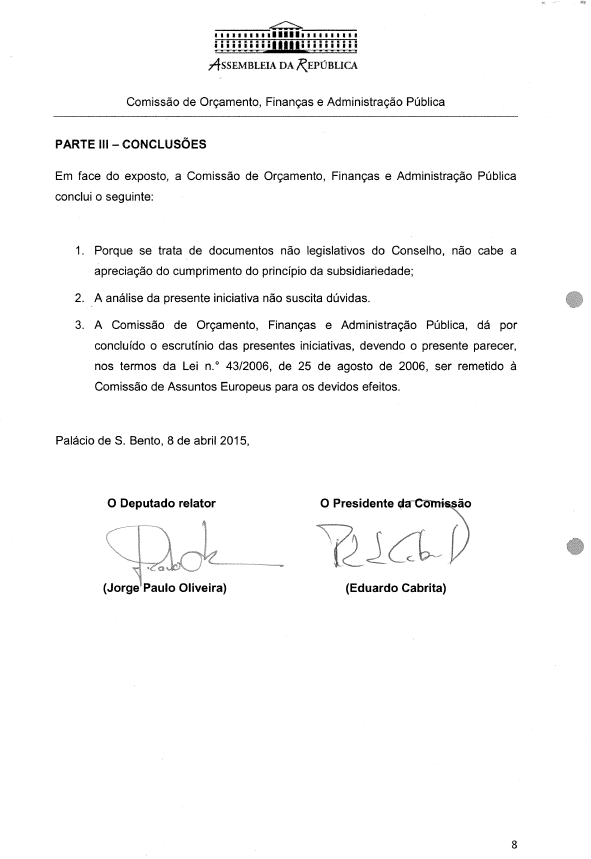 ASSEMBLEIA DA REPÚBLICA
Comissão de Orçamento, Finanças e Administração Pública
PARTE III – CONCLUSÕES
Em face do exposto, a Comissão de Orçamento, Finanças e Administração Pública
conclui o seguinte:
1. Porque se trata de documentos não legislativos do Conselho, não cabe a
apreciação do cumprimento do princípio da subsidiariedade;
2. A análise da presente iniciativa não suscita dúvidas.
3. A Comissão de Orçamento, Finanças e Administração Pública, dá por
concluído o escrutínio das presentes iniciativas, devendo o presente parecer,
nos termos da Lei n.° 43/2006, de 25 de agosto de 2006, ser remetido à
Comissão de Assuntos Europeus para os devidos efeitos.
Palácio de S. Bento, 8 de abril 2015,
O Deputado relator O Presidente da Comissão
(Jorge Paulo Oliveira) (Eduardo Cabrita)
8